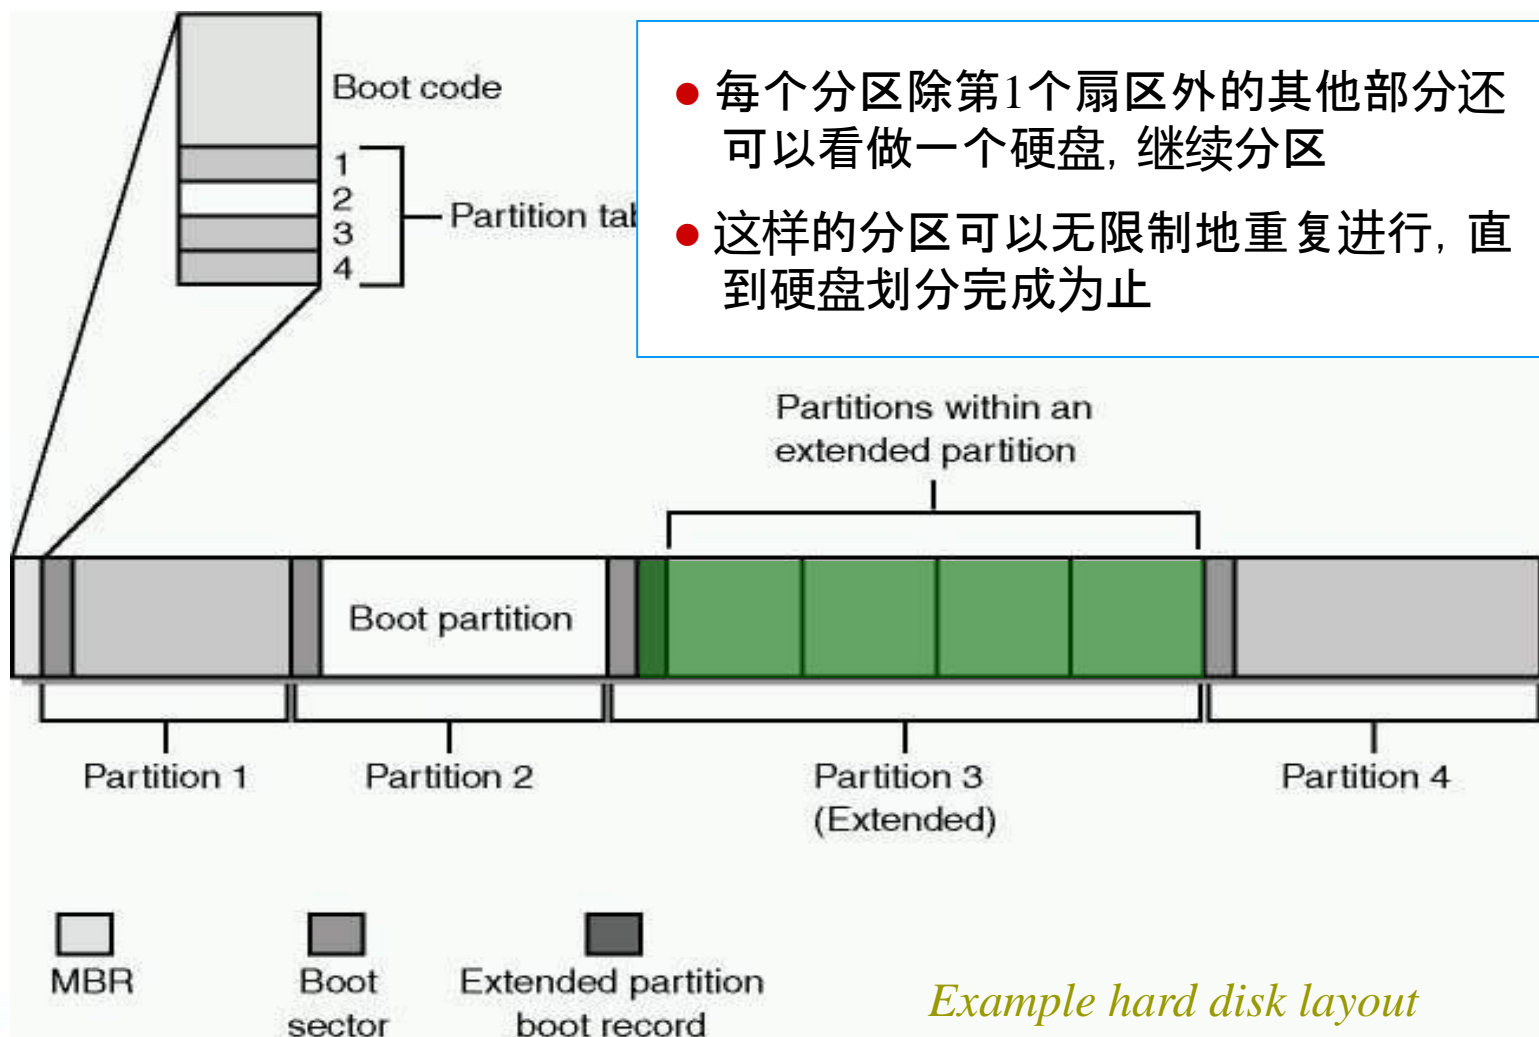 Boot code
1
2
3
4
Partition tab
● 每个分区除第1个扇区外的其他部分还
可以看做一个硬盘, 继续分区
● 这样的分区可以无限制地重复进行, 直
到硬盘划分完成为止
Partitions within an
extended partition
Boot partition
Partition 1
Partition 2
Partition 3
(Extended)
Partition 4
MBR
Boot
sector
Extended partition
boot record
Example hard disk layout